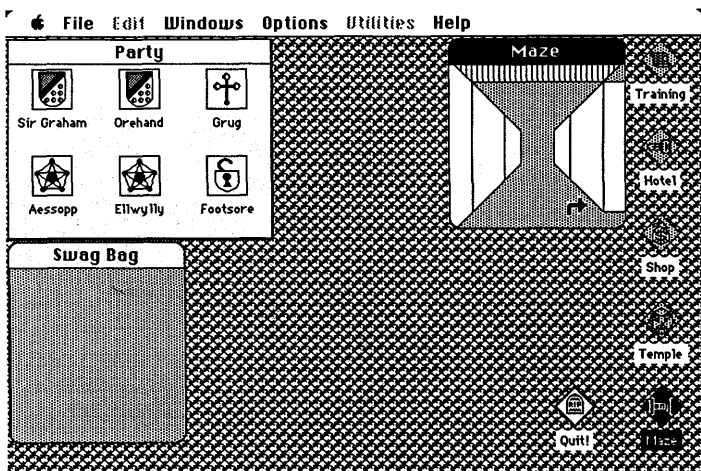 File Edit Windows Options Utilities Help
Party
Maze
Sir Graham Orehand Grug
Training
Aessopp Ellwylly Footsore
Hotel
Swag Bag
Shop
Temple
Quit! Maze